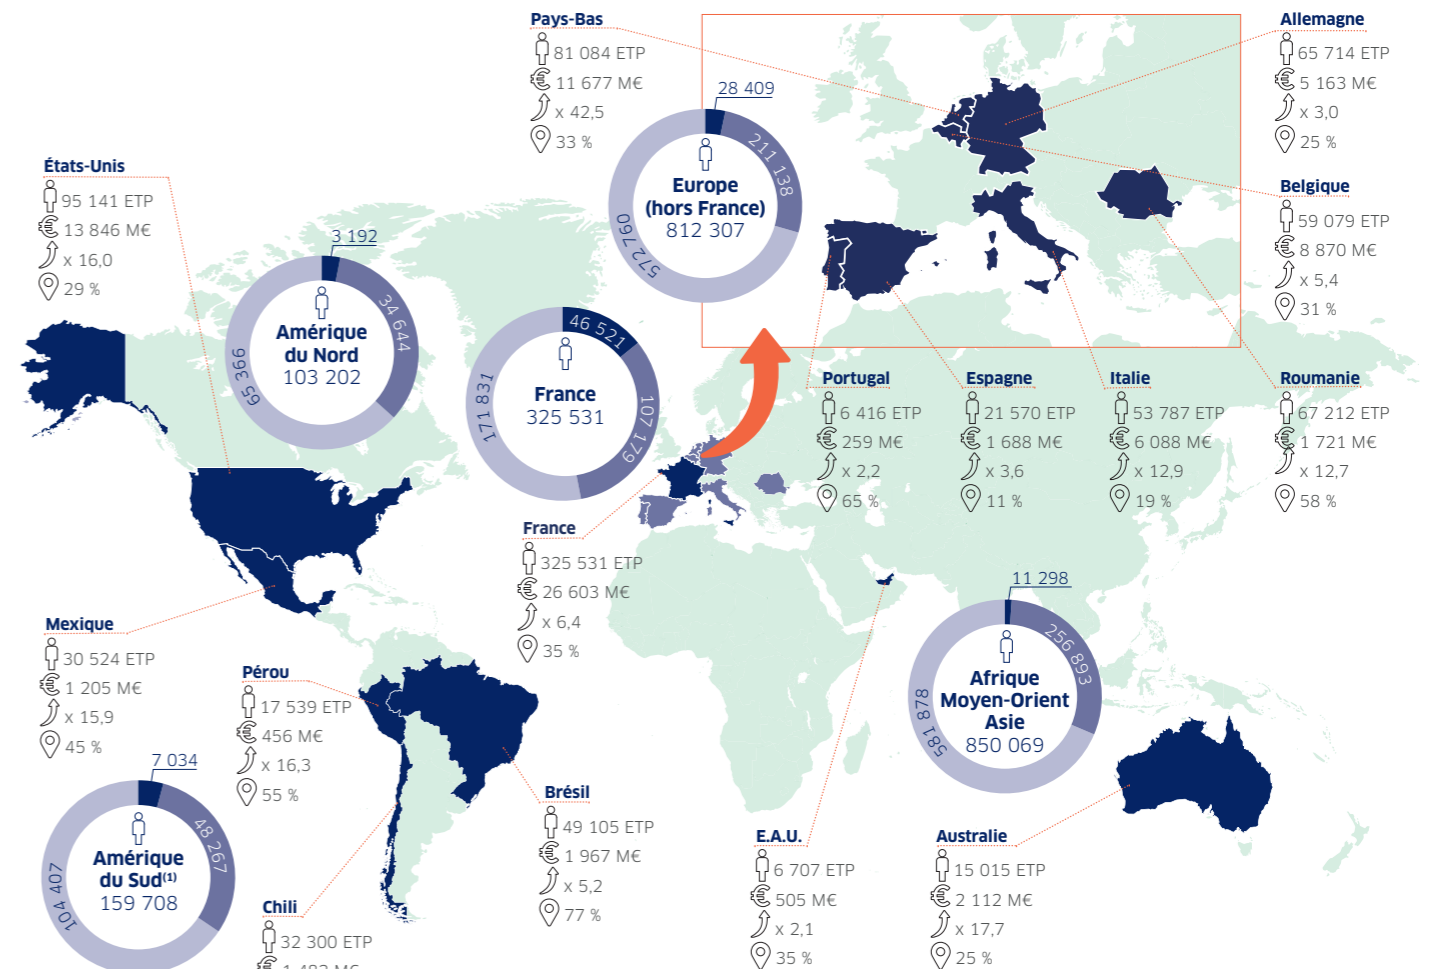 Pays-Bas
81 084 ETP
11 677 M€
x 42,5
33 %
Allemagne
65 714 ETP
5 163 M€
x 3,0
25 %
28 409
211 138
572 760
Europe
(hors France)
812 307
États-Unis
95 141 ETP
13 846 M€
x 16,0
29 %
Belgique
59 079 ETP
8 870 M€
x 5,4
31 %
3 192
34 644
65 366
Amérique
du Nord
103 202
46 521
107 179
171 831
France
325 531
Portugal
6 416 ETP
259 M€
x 2,2
65 %
Espagne
21 570 ETP
1 688 M€
x 3,6
11 %
Italie
53 787 ETP
6 088 M€
x 12,9
19 %
Roumanie
67 212 ETP
1 721 M€
x 12,7
58 %
France
325 531 ETP
26 603 M€
x 6,4
35 %
11 298
256 893
581 878
Afrique
Moyen-Orient
Asie
850 069
Mexique
30 524 ETP
1 205 M€
x 15,9
45 %
Pérou
17 539 ETP
456 M€
x 16,3
55 %
7 034
48 267
104 407
Amérique
du Sud(1)
159 708
Brésil
49 105 ETP
1 967 M€
x 5,2
77 %
E.A.U.
6 707 ETP
505 M€
x 2,1
35 %
Australie
15 015 ETP
2 112 M€
x 17,7
25 %
Chili
32 300 ETP